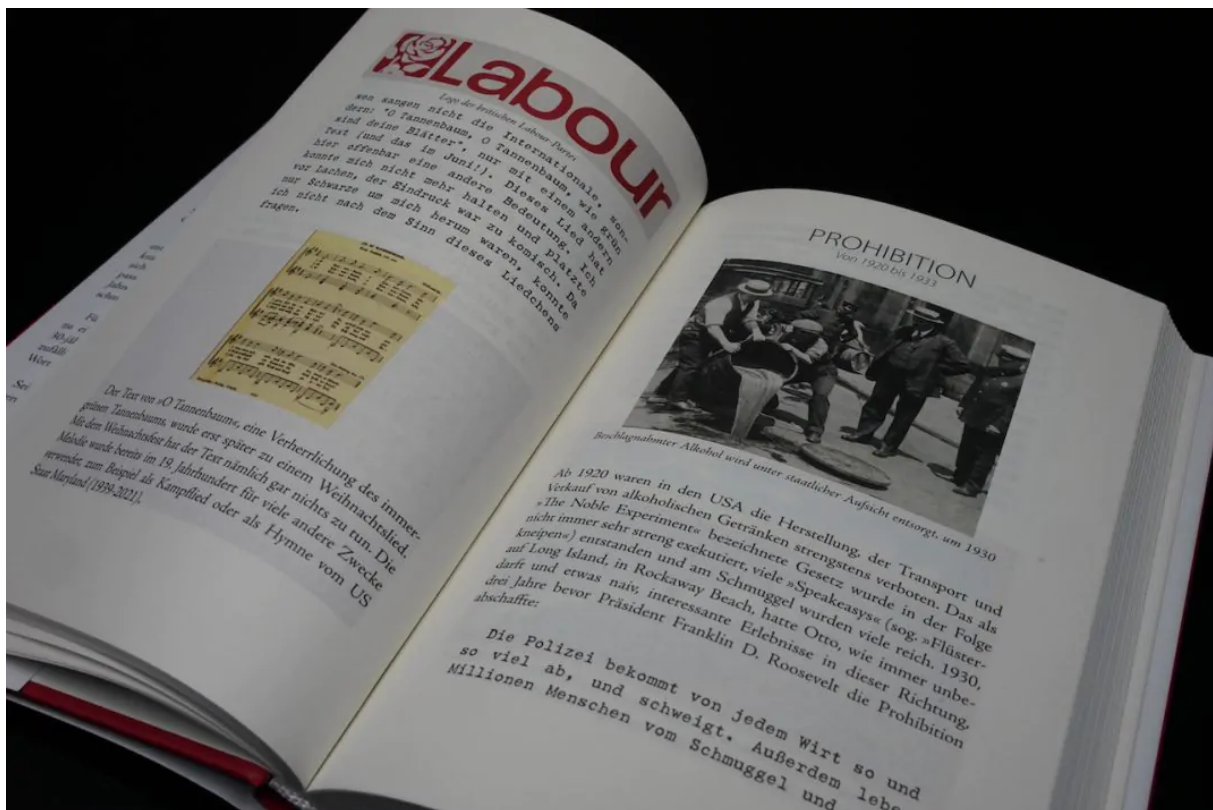 Labour
Logo der britischen Labour-Partei
sen sangen nicht die Internationale, son-
dern: "O Tannenbaum, O Tannenbaum, wie grün
sind deine Blätter", nur mit einem andern
Text (und das im Juni!). Dieses Lied hat
hier offenbar eine andere Bedeutung. Ich
konnte mich nicht mehr halten und platzte
vor Lachen, der Eindruck war zu komisch. Da
nur Schwarze um mich herum waren, konnte
ich nicht nach dem Sinn dieses Liedchens
fragen.
Der Text von »O Tannenbaum«, eine Verherrlichung des immer-
grünen Tannenbaums, wurde erst später zu einem Weihnachtslied.
Mit dem Weihnachtsfest hat der Text nämlich gar nichts zu tun. Die
Melodie wurde bereits im 19. Jahrhundert für viele andere Zwecke
verwendet, zum Beispiel als Kampflied oder als Hymne vom US
Staat Maryland (1939-2021).
PROHIBITION
Von 1920 bis 1933
Beschlagnahmter Alkohol wird unter staatlicher Aufsicht entsorgt, um 1930
Ab 1920 waren in den USA die Herstellung, der Transport und
Verkauf von alkoholischen Getränken strengstens verboten. Das als
»The Noble Experiment« bezeichnete Gesetz wurde in der Folge
nicht immer sehr streng exekutiert, viele »Speakeasys« (sog. »Flüster-
kneipen«) entstanden und am Schmuggel wurden viele reich. 1930,
auf Long Island, in Rockaway Beach, hatte Otto, wie immer unbe-
darft und etwas naiv, interessante Erlebnisse in dieser Richtung,
drei Jahre bevor Präsident Franklin D. Roosevelt die Prohibition
abschaffte:
Die Polizei bekommt von jedem Wirt so und
so viel ab, und schweigt. Außerdem leben
Millionen Menschen vom Schmuggel und